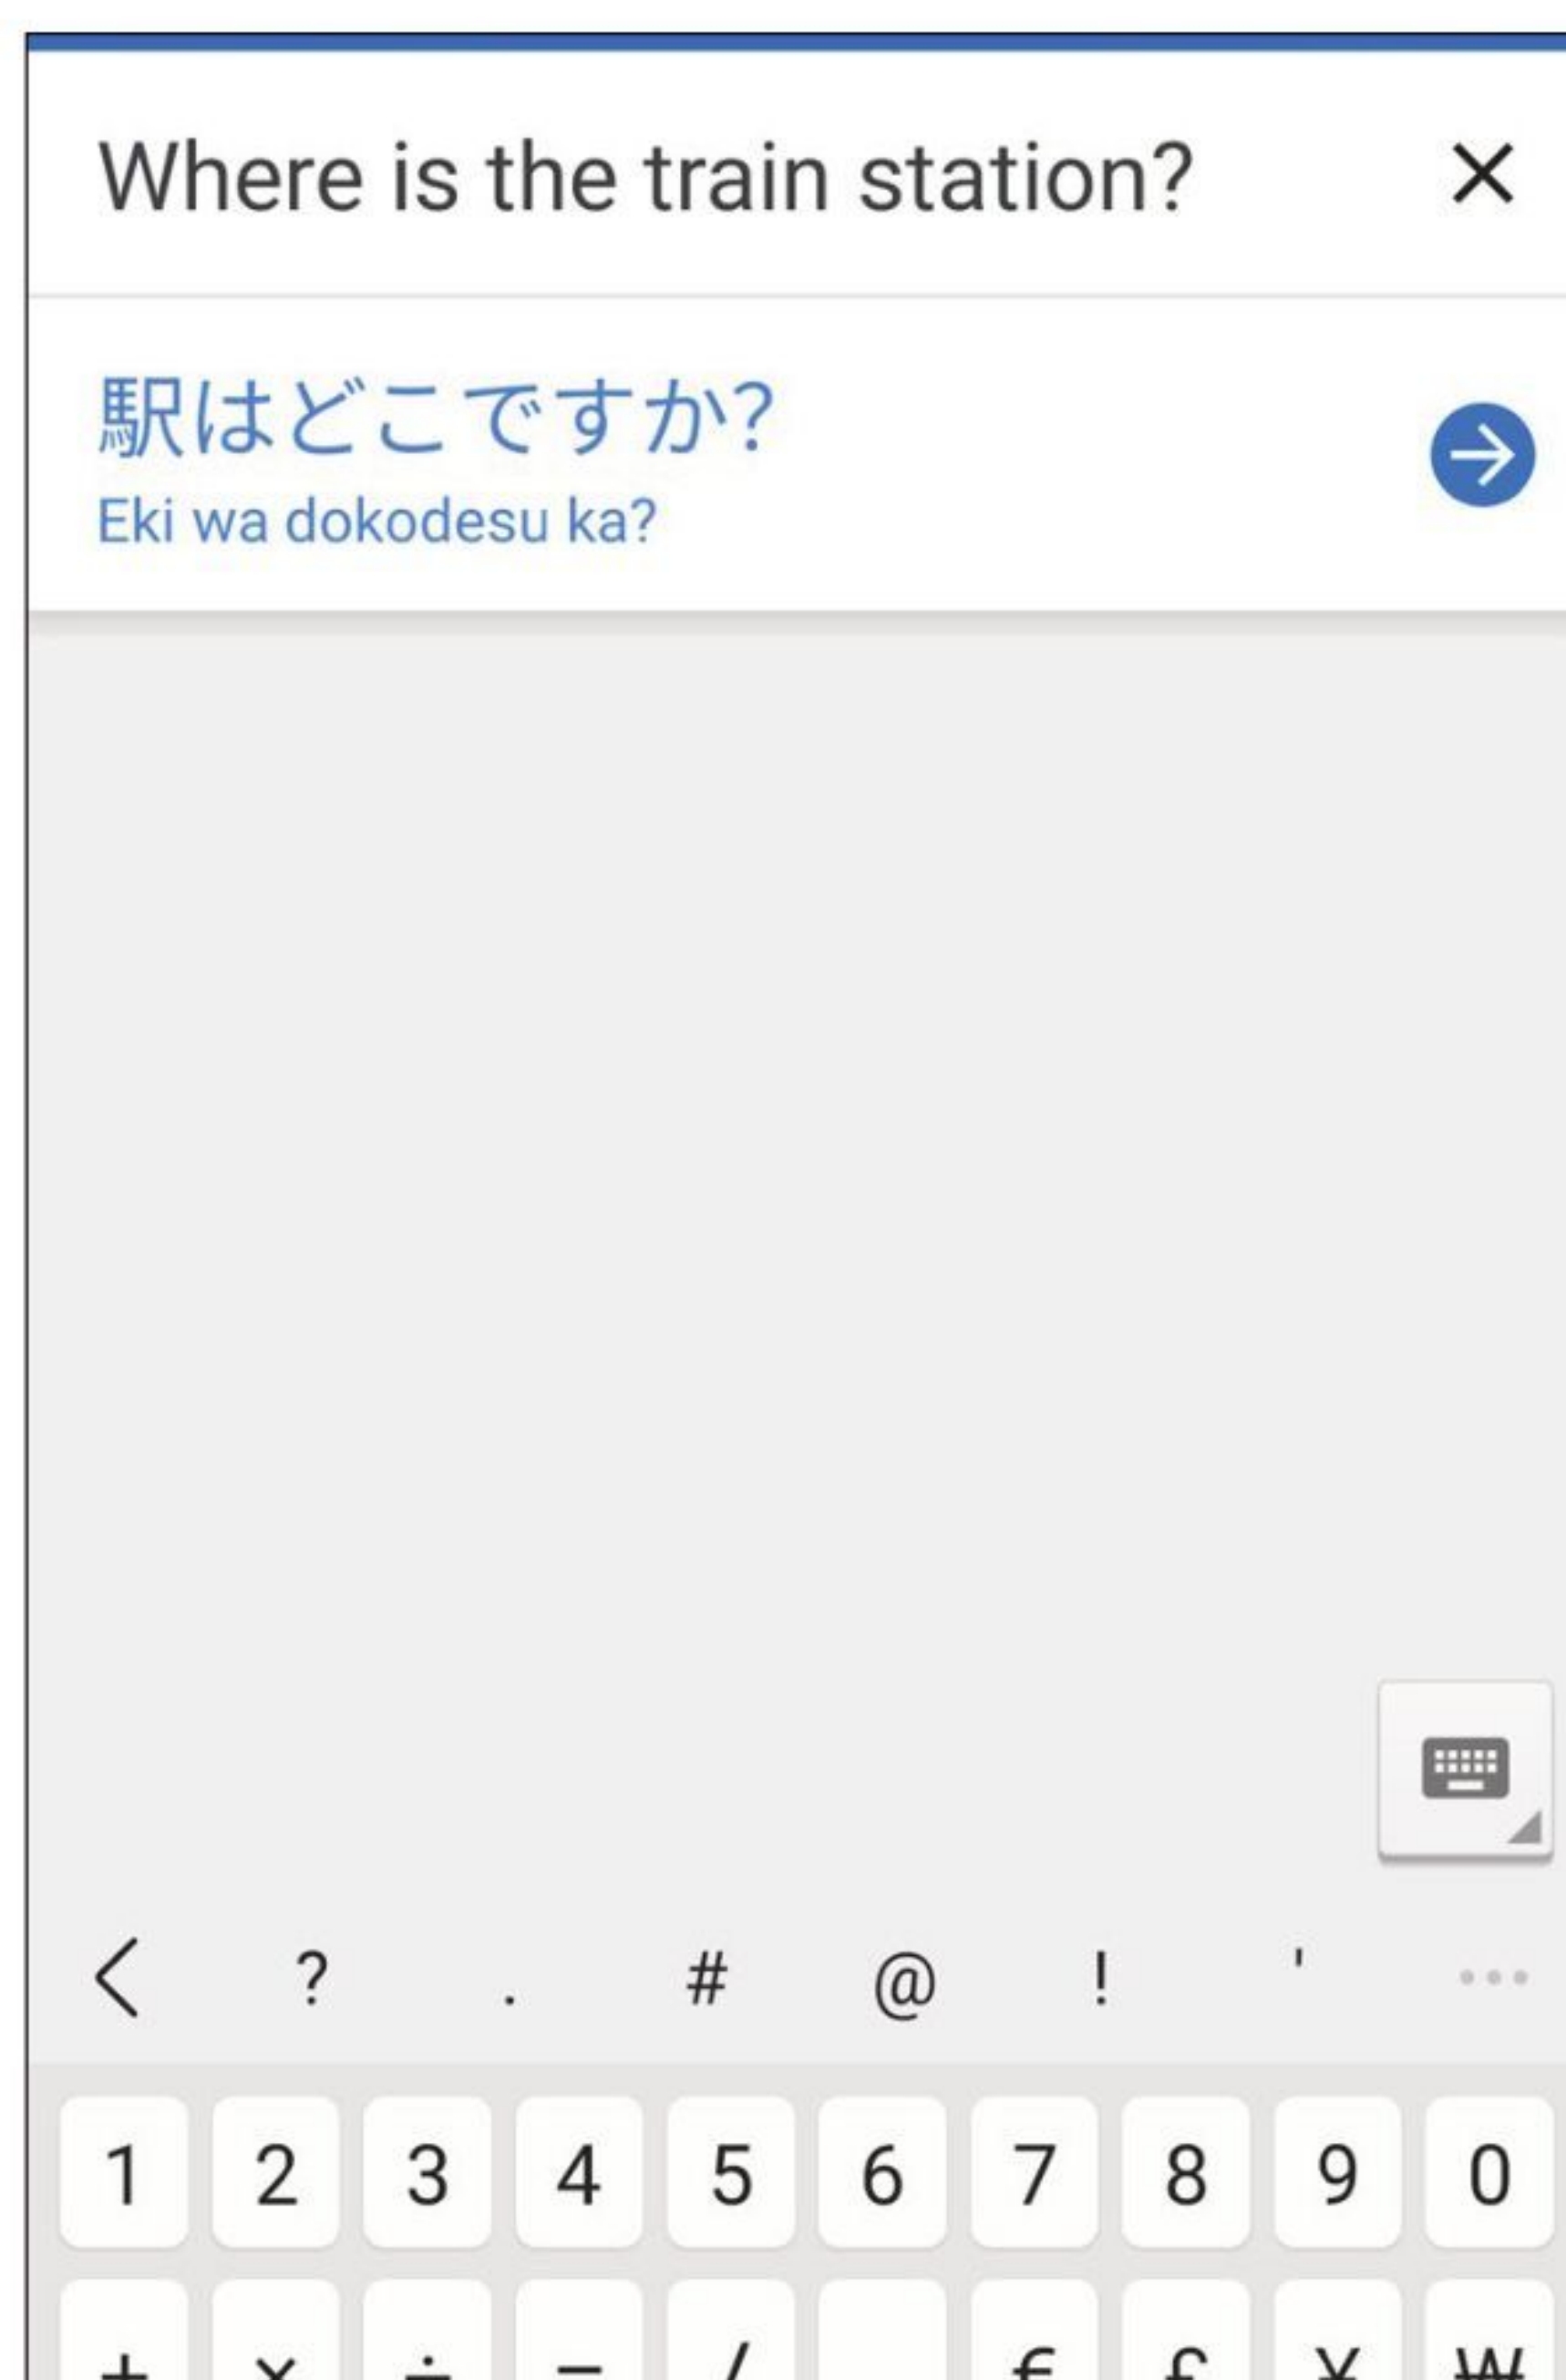 Where is the train station?
駅はどこですか?
Eki wa dokodesu ka?
? . # @ ! '
1 2 3 4 5 6 7 8 9 0
+ × ÷ = / € £ ¥ ₩